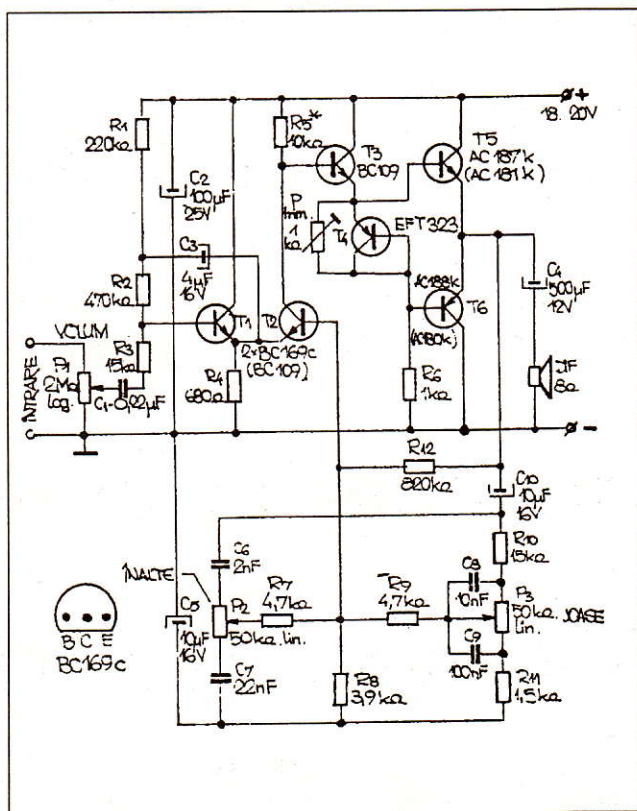 +
18. 20V
R1
220kΩ
C2
100µF
25V
R5*
10kΩ
T3
BC109
T5
AC187k
(AC181k)
P
trim.
1
kΩ
T4
EFT323
C3
4µF
16V
AC188k
T6
(AC180k)
C4
500µF
12V
R2
470kΩ
T1
T2
2xBC169c
(BC109)
VOLUM
R3
15kΩ
INTRARE
P1
2MΩ
log.
C1-0,22µF
R4
680Ω
R6
1kΩ
8Ω
-
R12
820kΩ
C10
10µF
16V
C6
2nF
R10
15kΩ
ÎNALTE
R7
4,7kΩ
R9
4,7kΩ
C8
10nF
P3
50kΩ
lin.
JOASE
C5
10µF
16V
P2
50kΩ. lin.
C9
100nF
C7
22nF
R8
3,9kΩ
R11
1,5kΩ
B C E
BC169c